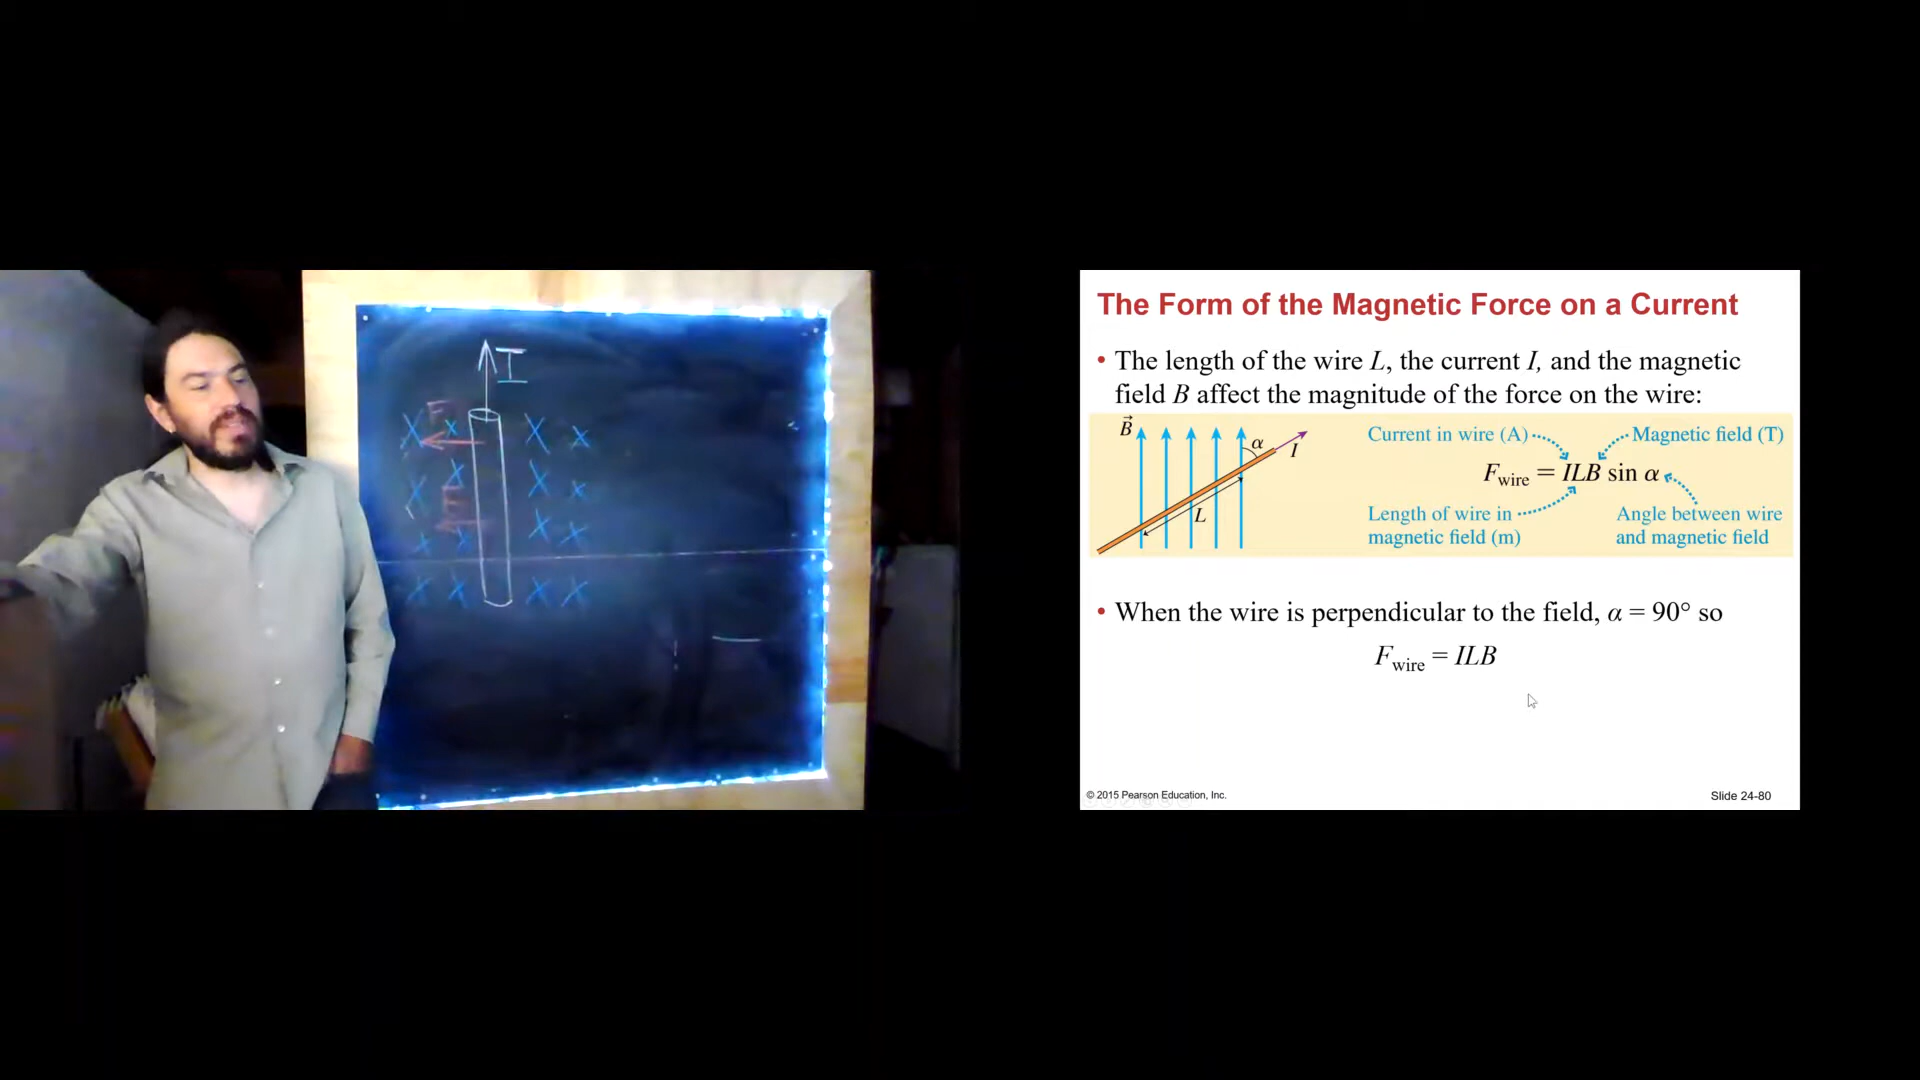 I
F
X x X x
X X x
X
F
X X
x x
X X X X
The Form of the Magnetic Force on a Current
• The length of the wire L, the current I, and the magnetic
field B affect the magnitude of the force on the wire:
B⃗
α
I
L
Current in wire (A)
Magnetic field (T)
F_wire = ILB sin α
Length of wire in
magnetic field (m)
Angle between wire
and magnetic field
• When the wire is perpendicular to the field, α = 90° so
F_wire = ILB
© 2015 Pearson Education, Inc.
Slide 24-80